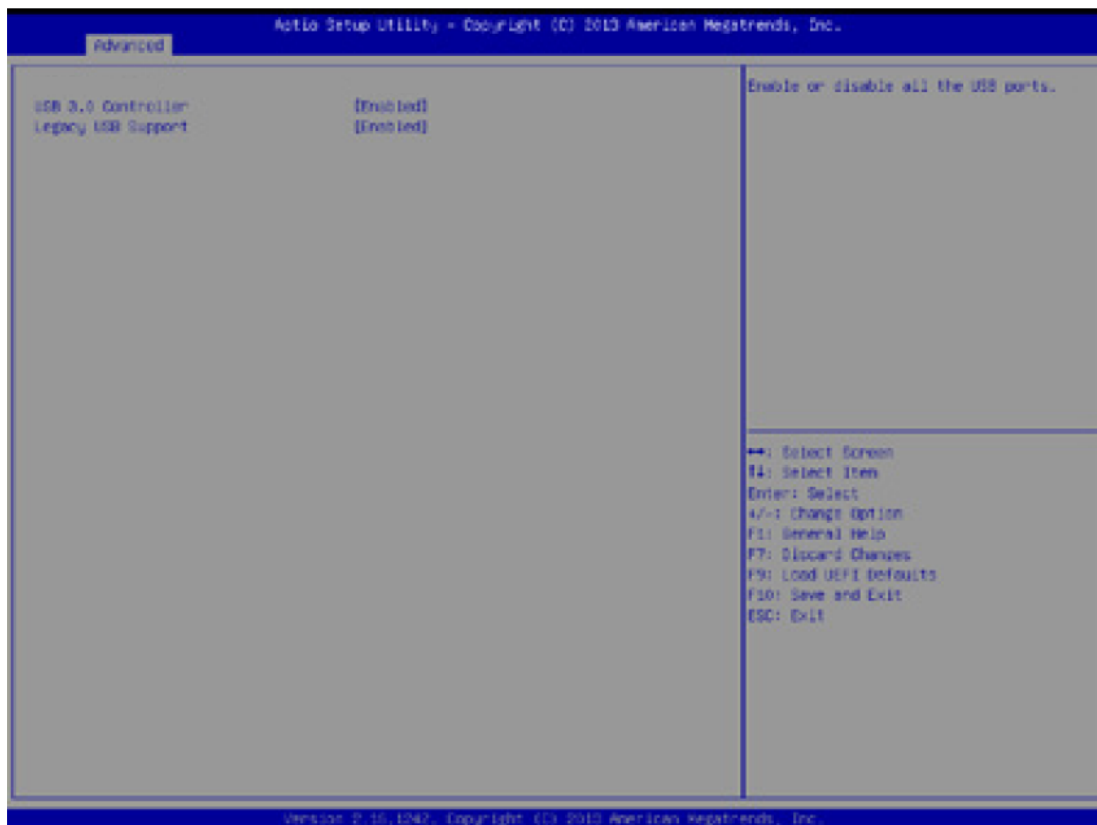 Aptio Setup Utility - Copyright (C) 2013 American Megatrends, Inc.
Advanced
USB 3.0 Controller [Enabled]
Legacy USB Support [Enabled]
Enable or disable all the USB ports.
↔: Select Screen
↑↓: Select Item
Enter: Select
+/-: Change Option
F1: General Help
F7: Discard Changes
F9: Load UEFI Defaults
F10: Save and Exit
ESC: Exit
Version 2.16.1242. Copyright (C) 2013 American Megatrends, Inc.